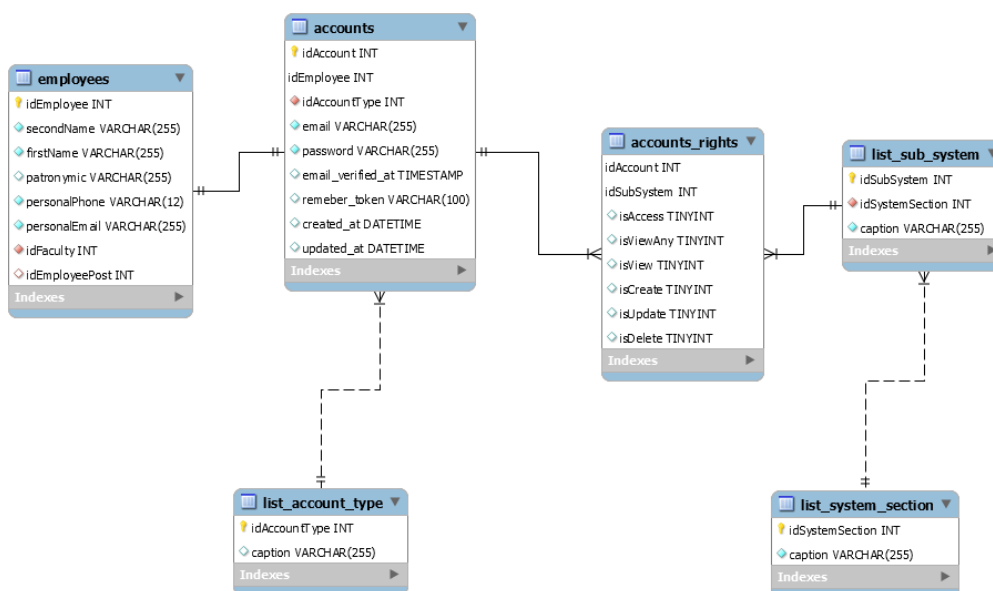 employees
idEmployee INT
secondName VARCHAR(255)
firstName VARCHAR(255)
patronymic VARCHAR(255)
personalPhone VARCHAR(12)
personalEmail VARCHAR(255)
idFaculty INT
idEmployeePost INT
Indexes
accounts
idAccount INT
idEmployee INT
idAccountType INT
email VARCHAR(255)
password VARCHAR(255)
email_verified_at TIMESTAMP
remeber_token VARCHAR(100)
created_at DATETIME
updated_at DATETIME
Indexes
accounts_rights
idAccount INT
idSubSystem INT
isAccess TINYINT
isViewAny TINYINT
isView TINYINT
isCreate TINYINT
isUpdate TINYINT
isDelete TINYINT
Indexes
list_sub_system
idSubSystem INT
idSystemSection INT
caption VARCHAR(255)
Indexes
list_account_type
idAccountType INT
caption VARCHAR(255)
Indexes
list_system_section
idSystemSection INT
caption VARCHAR(255)
Indexes